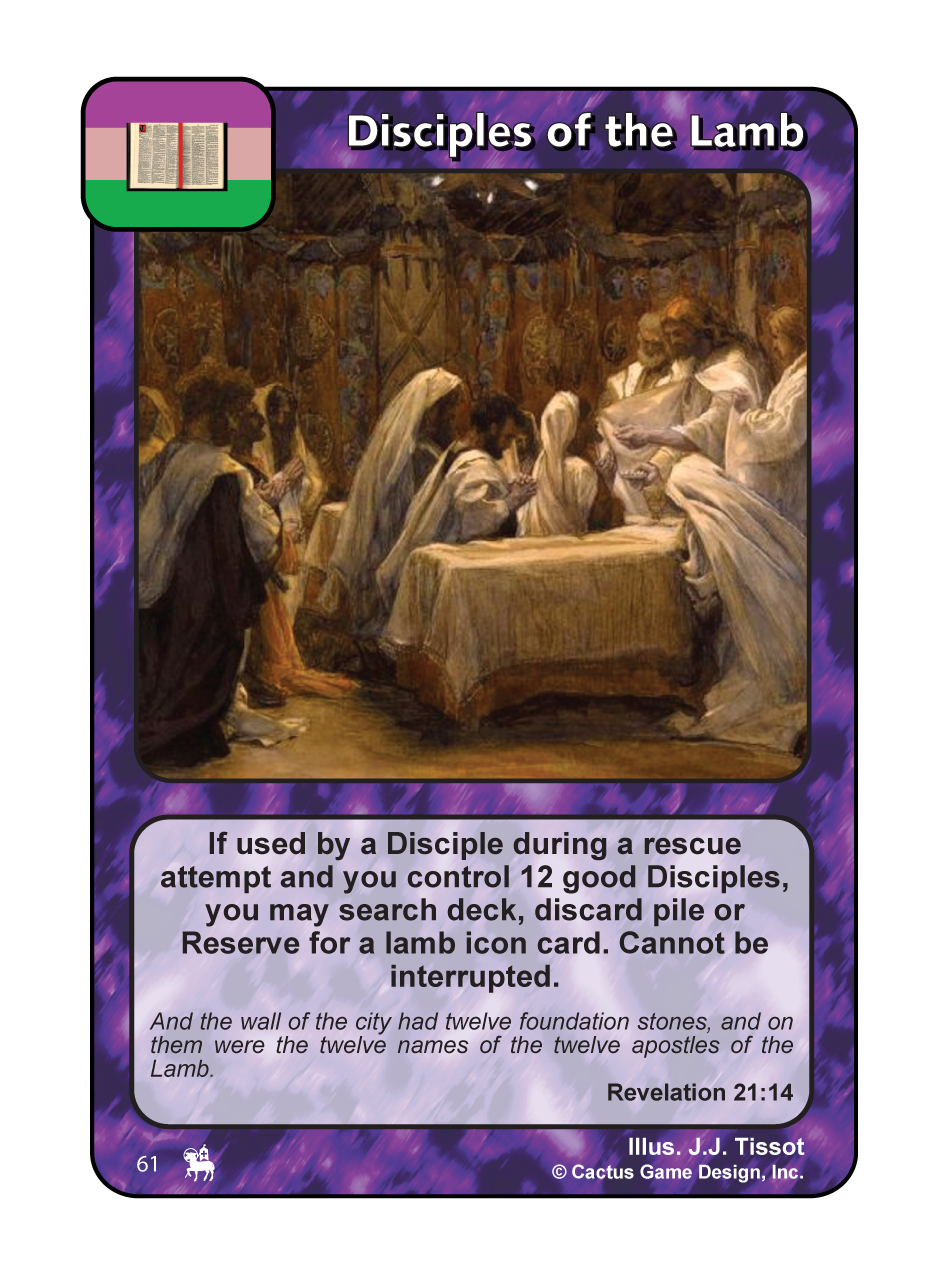 Disciples of the Lamb
If used by a Disciple during a rescue
attempt and you control 12 good Disciples,
you may search deck, discard pile or
Reserve for a lamb icon card. Cannot be
interrupted.
And the wall of the city had twelve foundation stones, and on
them were the twelve names of the twelve apostles of the
Lamb.
Revelation 21:14
61
Illus. J.J. Tissot
© Cactus Game Design, Inc.